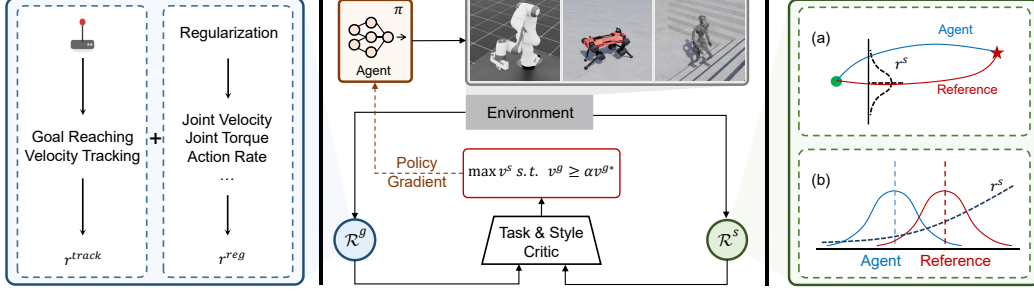 Regularization
Goal Reaching
Velocity Tracking
+
Joint Velocity
Joint Torque
Action Rate
...
r^{track}
r^{reg}
π
Agent
Environment
Policy
Gradient
max v^s s.t. v^g ≥ αv^{g*}
R^g
Task & Style
Critic
R^s
(a)
Agent
r^s
Reference
(b)
r^s
Agent
Reference